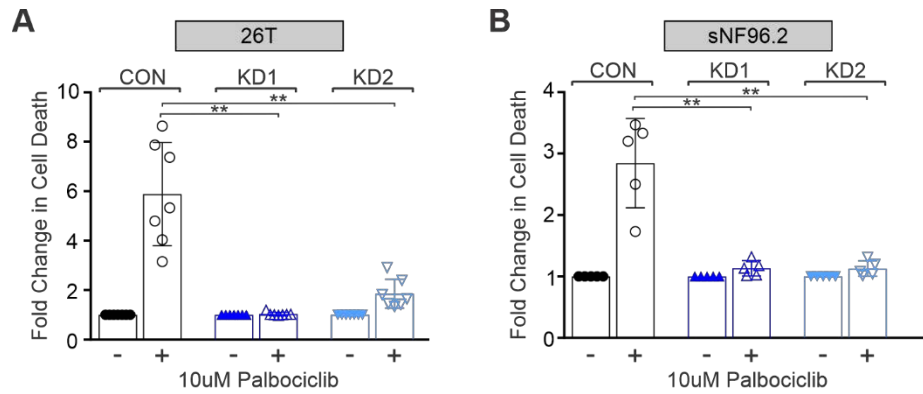 A
26T
CON KD1 KD2
**
**
Fold Change in Cell Death
10
8
6
4
2
0
- + - + - +
10uM Palbociclib
B
sNF96.2
CON KD1 KD2
**
**
Fold Change in Cell Death
4
3
2
1
0
- + - + - +
10uM Palbociclib